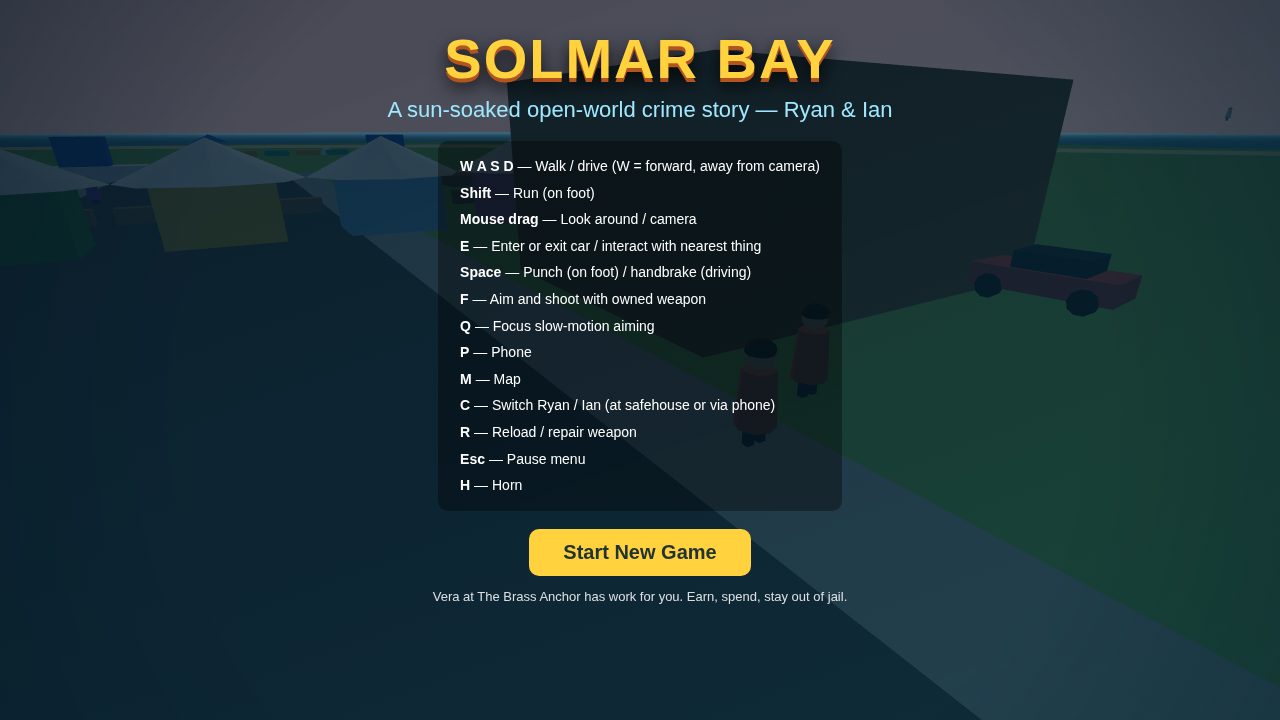 SOLMAR BAY
A sun-soaked open-world crime story — Ryan & Ian
W A S D — Walk / drive (W = forward, away from camera)
Shift — Run (on foot)
Mouse drag — Look around / camera
E — Enter or exit car / interact with nearest thing
Space — Punch (on foot) / handbrake (driving)
F — Aim and shoot with owned weapon
Q — Focus slow-motion aiming
P — Phone
M — Map
C — Switch Ryan / Ian (at safehouse or via phone)
R — Reload / repair weapon
Esc — Pause menu
H — Horn
Start New Game
Vera at The Brass Anchor has work for you. Earn, spend, stay out of jail.